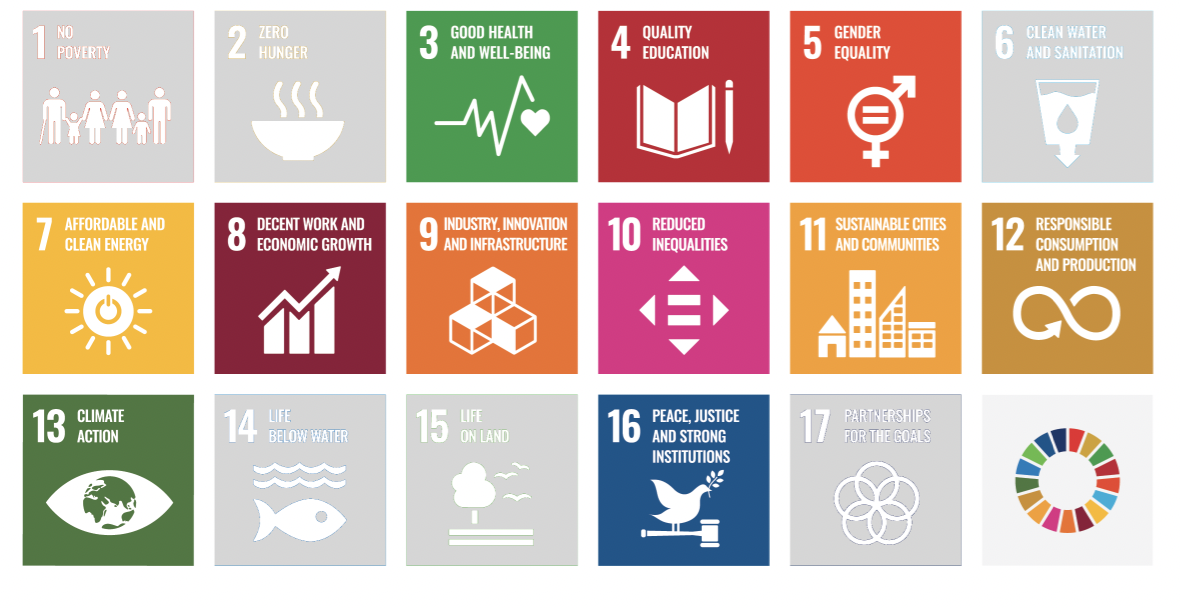 1 NO
POVERTY
2 ZERO
HUNGER
3 GOOD HEALTH
AND WELL-BEING
4 QUALITY
EDUCATION
5 GENDER
EQUALITY
6 CLEAN WATER
AND SANITATION
7 AFFORDABLE AND
CLEAN ENERGY
8 DECENT WORK AND
ECONOMIC GROWTH
9 INDUSTRY, INNOVATION
AND INFRASTRUCTURE
10 REDUCED
INEQUALITIES
11 SUSTAINABLE CITIES
AND COMMUNITIES
12 RESPONSIBLE
CONSUMPTION
AND PRODUCTION
13 CLIMATE
ACTION
14 LIFE
BELOW WATER
15 LIFE
ON LAND
16 PEACE, JUSTICE
AND STRONG
INSTITUTIONS
17 PARTNERSHIPS
FOR THE GOALS